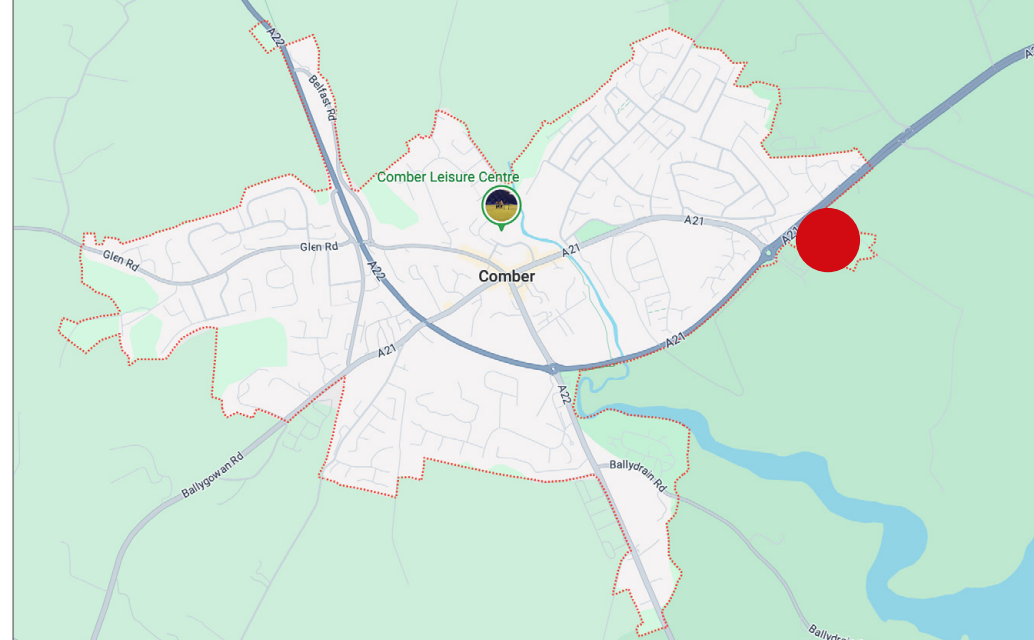 A22
Belfast Rd
Comber Leisure Centre
A21
A21
Glen Rd
A21
Glen Rd
A22
Comber
A21
A21
A22
Ballygowan Rd
Ballydrain Rd